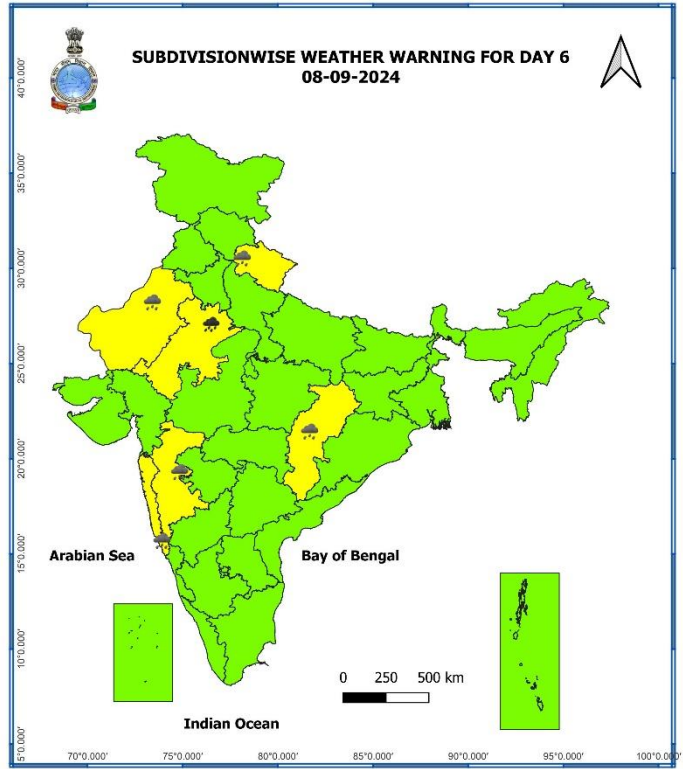 SUBDIVISIONWISE WEATHER WARNING FOR DAY 6
08-09-2024
40°0.000'
35°0.000'
30°0.000'
25°0.000'
20°0.000'
15°0.000'
10°0.000'
5°0.000'
Arabian Sea
Bay of Bengal
0 250 500 km
Indian Ocean
70°0.000' 75°0.000' 80°0.000' 85°0.000' 90°0.000' 95°0.000' 100°0.000'